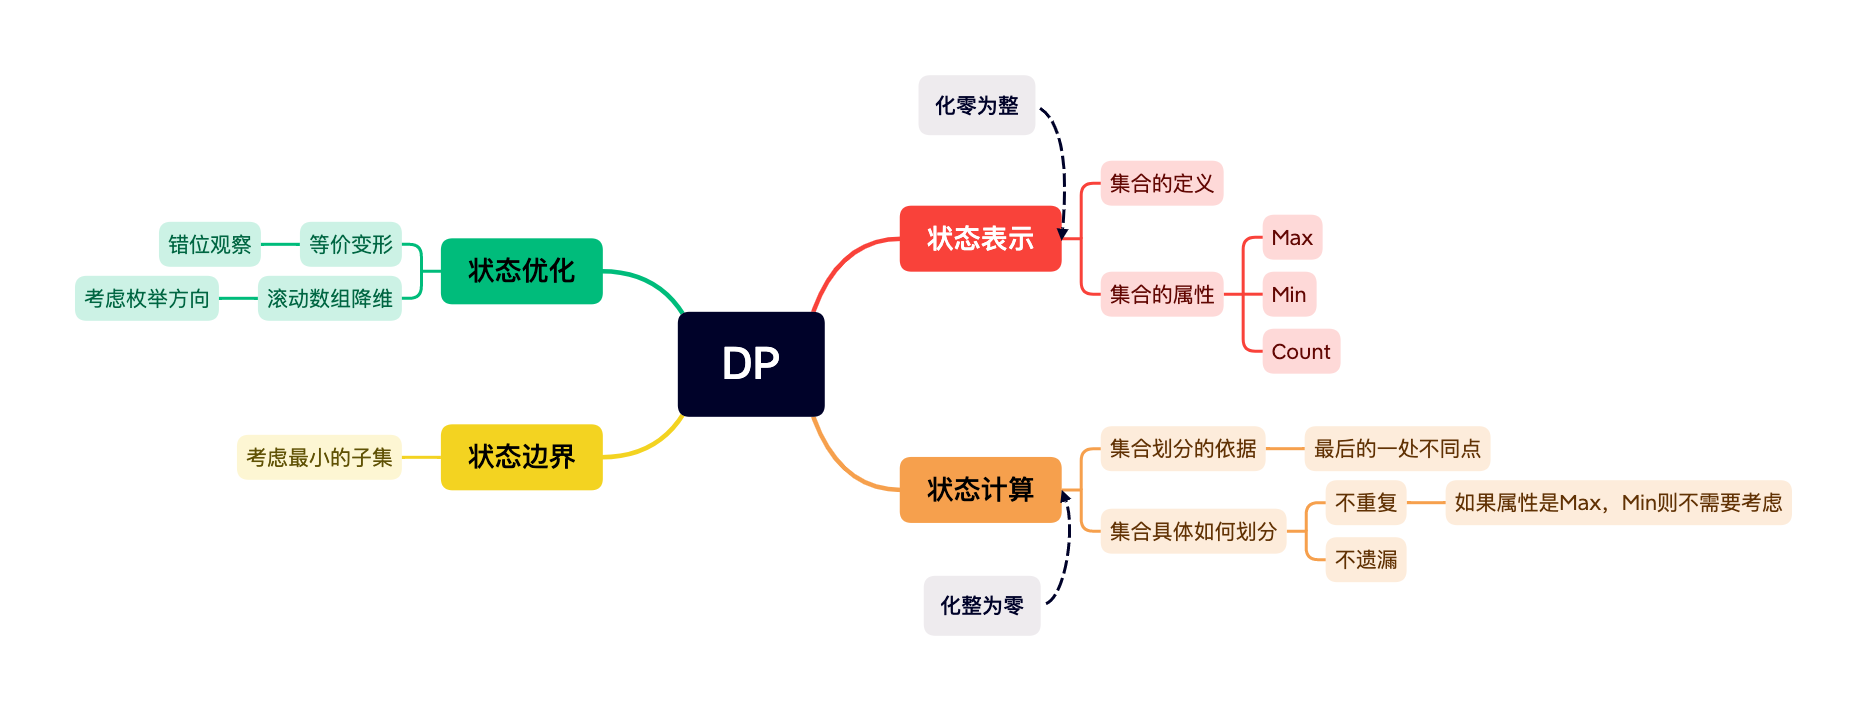 DP
化零为整
状态表示
集合的定义
集合的属性
Max
Min
Count
状态计算
集合划分的依据
最后的一处不同点
集合具体如何划分
不重复
如果属性是Max，Min则不需要考虑
不遗漏
化整为零
状态优化
等价变形
错位观察
滚动数组降维
考虑枚举方向
状态边界
考虑最小的子集